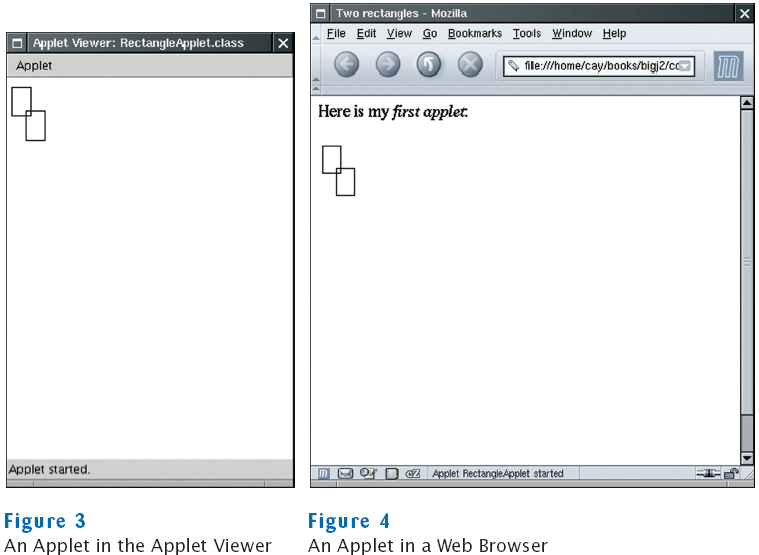 Applet Viewer: RectangleApplet.class
Applet
Applet started.
Figure 3
An Applet in the Applet Viewer
Two rectangles - Mozilla
File Edit View Go Bookmarks Tools Window Help
file:///home/cay/books/bigj2/cc
Here is my first applet:
Applet RectangleApplet started
Figure 4
An Applet in a Web Browser